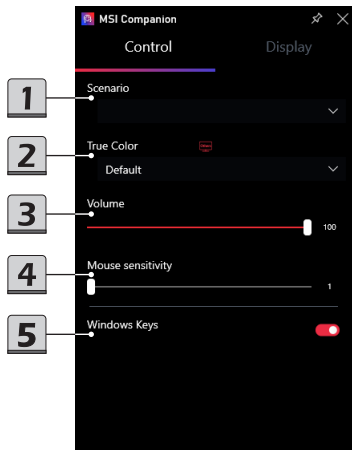 MSI Companion
Control Display
1
Scenario
2
True Color
Default
3
Volume
100
4
Mouse sensitivity
1
5
Windows Keys